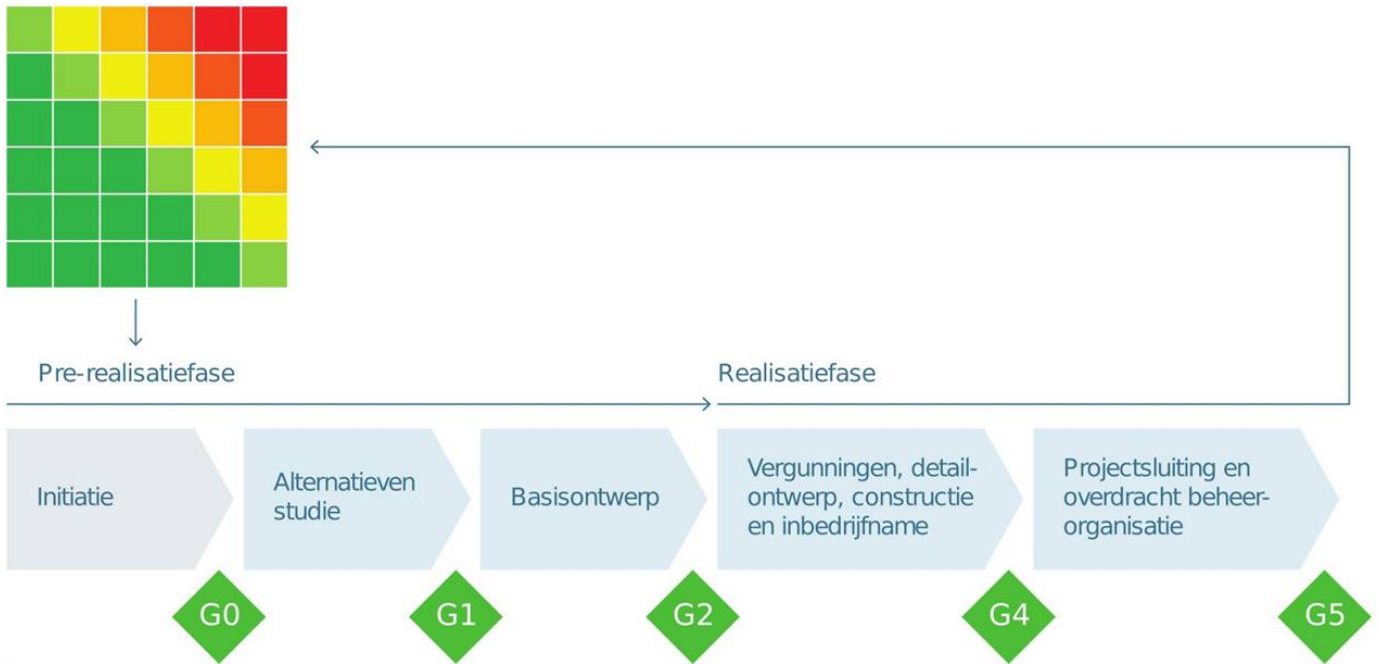 Pre-realisatiefase
Realisatiefase
Initiatie
Alternatieven
studie
Basisontwerp
Vergunningen, detail-
ontwerp, constructie
en inbedrijfname
Projectsluiting en
overdracht beheer-
organisatie
G0
G1
G2
G4
G5